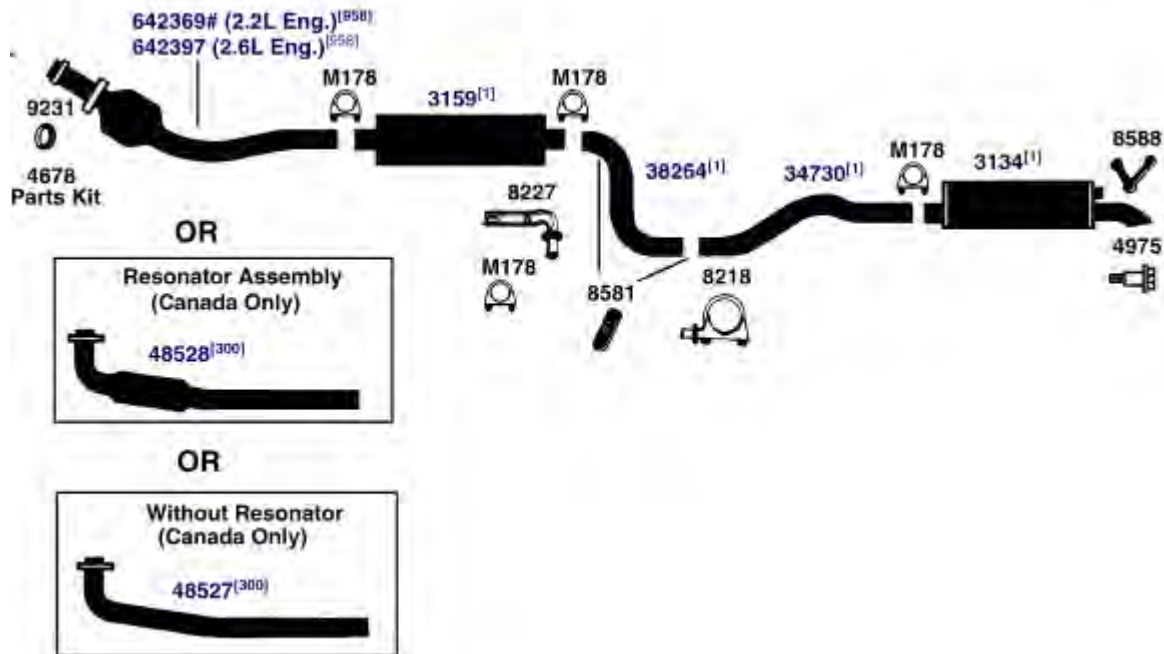 642369# (2.2L Eng.)[958]
642397 (2.6L Eng.)[958]
9231
4678
Parts Kit
M178
3159[1]
M178
8227
M178
38264[1]
8581
34730[1]
8218
M178
3134[1]
8588
4975
OR
Resonator Assembly
(Canada Only)
48528[300]
OR
Without Resonator
(Canada Only)
48527[300]